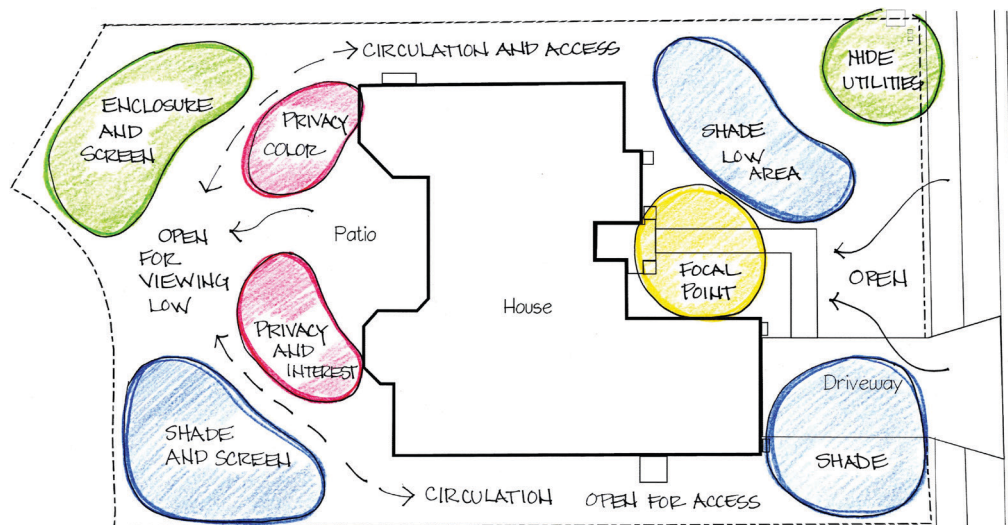 CIRCULATION AND ACCESS
HIDE
UTILITIES
ENCLOSURE
AND
SCREEN
PRIVACY
COLOR
SHADE
LOW
AREA
OPEN
FOR
VIEWING
LOW
Patio
House
FOCAL
POINT
OPEN
PRIVACY
AND
INTEREST
Driveway
SHADE
AND SCREEN
SHADE
CIRCULATION
OPEN FOR ACCESS